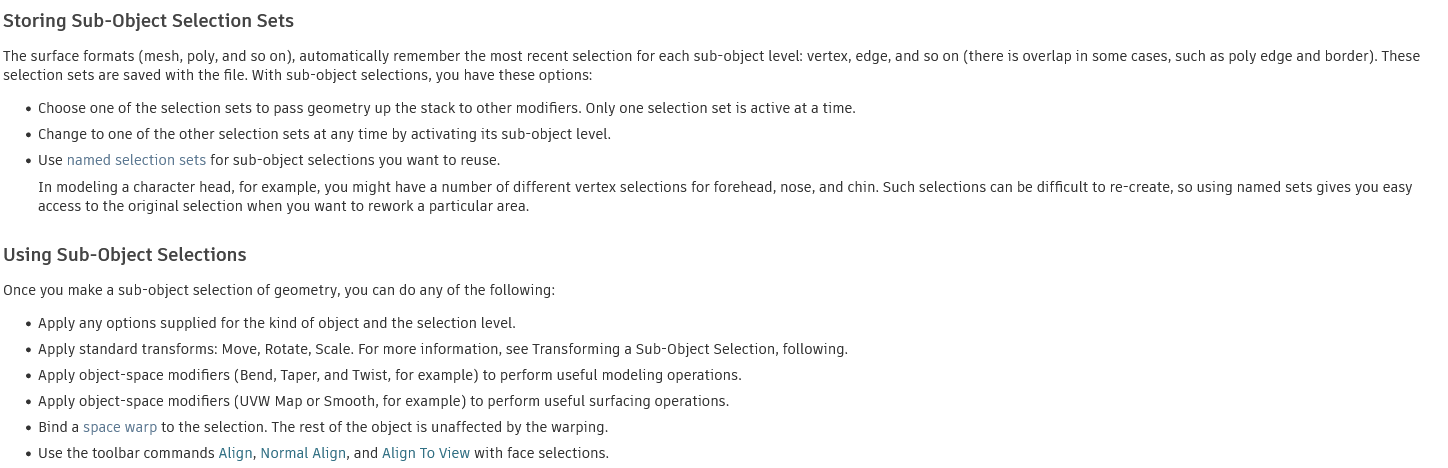 Storing Sub-Object Selection Sets
The surface formats (mesh, poly, and so on), automatically remember the most recent selection for each sub-object level: vertex, edge, and so on (there is overlap in some cases, such as poly edge and border). These
selection sets are saved with the file. With sub-object selections, you have these options:
• Choose one of the selection sets to pass geometry up the stack to other modifiers. Only one selection set is active at a time.
• Change to one of the other selection sets at any time by activating its sub-object level.
• Use named selection sets for sub-object selections you want to reuse.
In modeling a character head, for example, you might have a number of different vertex selections for forehead, nose, and chin. Such selections can be difficult to re-create, so using named sets gives you easy
access to the original selection when you want to rework a particular area.
Using Sub-Object Selections
Once you make a sub-object selection of geometry, you can do any of the following:
• Apply any options supplied for the kind of object and the selection level.
• Apply standard transforms: Move, Rotate, Scale. For more information, see Transforming a Sub-Object Selection, following.
• Apply object-space modifiers (Bend, Taper, and Twist, for example) to perform useful modeling operations.
• Apply object-space modifiers (UVW Map or Smooth, for example) to perform useful surfacing operations.
• Bind a space warp to the selection. The rest of the object is unaffected by the warping.
• Use the toolbar commands Align, Normal Align, and Align To View with face selections.